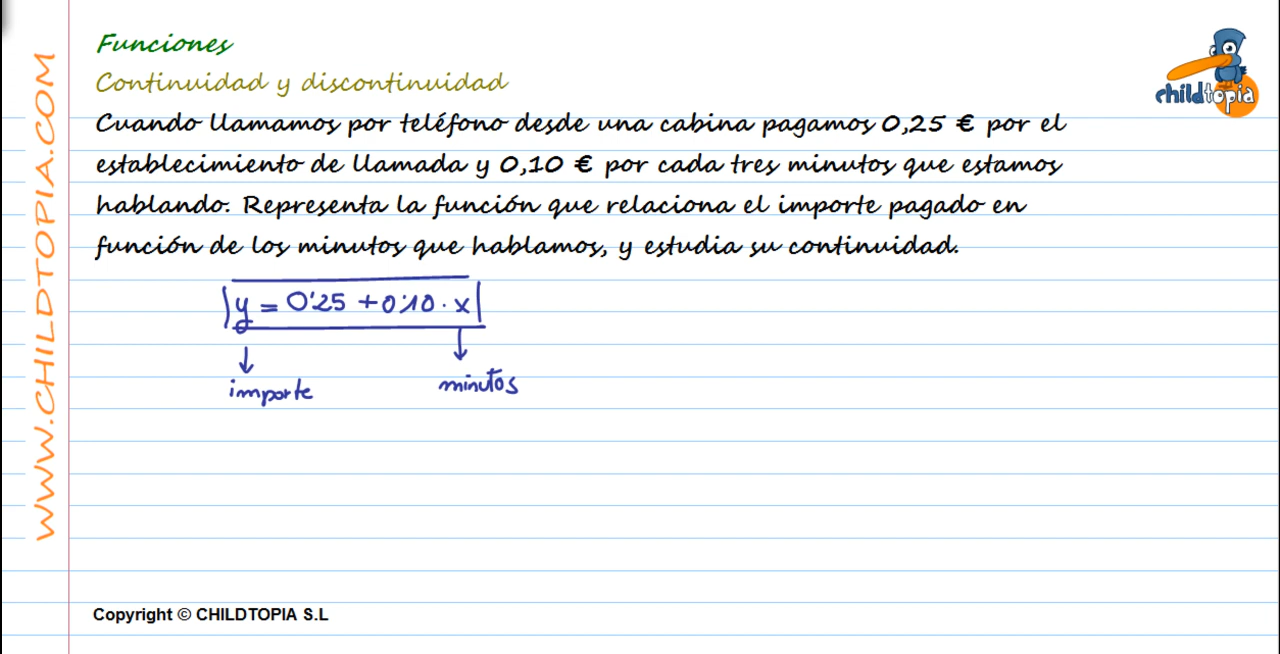 Funciones
Continuidad y discontinuidad
childtopia
Cuando llamamos por teléfono desde una cabina pagamos 0,25 € por el
establecimiento de llamada y 0,10 € por cada tres minutos que estamos
hablando. Representa la función que relaciona el importe pagado en
función de los minutos que hablamos, y estudia su continuidad.
y = 0'25 + 0'10 · x
importe minutos
WWW.CHILDTOPIA.COM
Copyright © CHILDTOPIA S.L